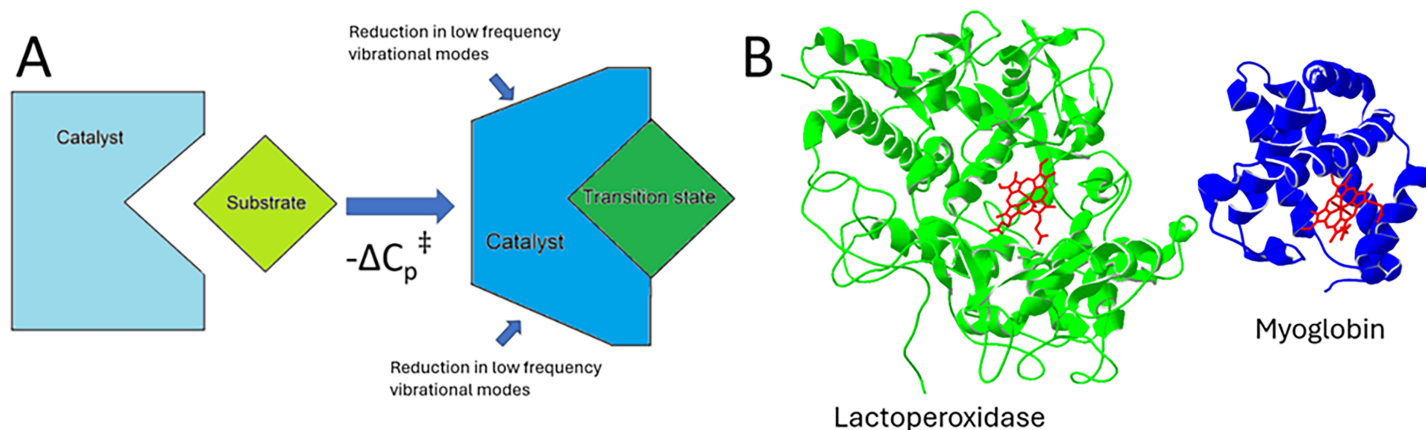 A
Catalyst
Substrate
-ΔCp‡
Reduction in low frequency
vibrational modes
Catalyst
Transition state
Reduction in low frequency
vibrational modes
B
Lactoperoxidase
Myoglobin